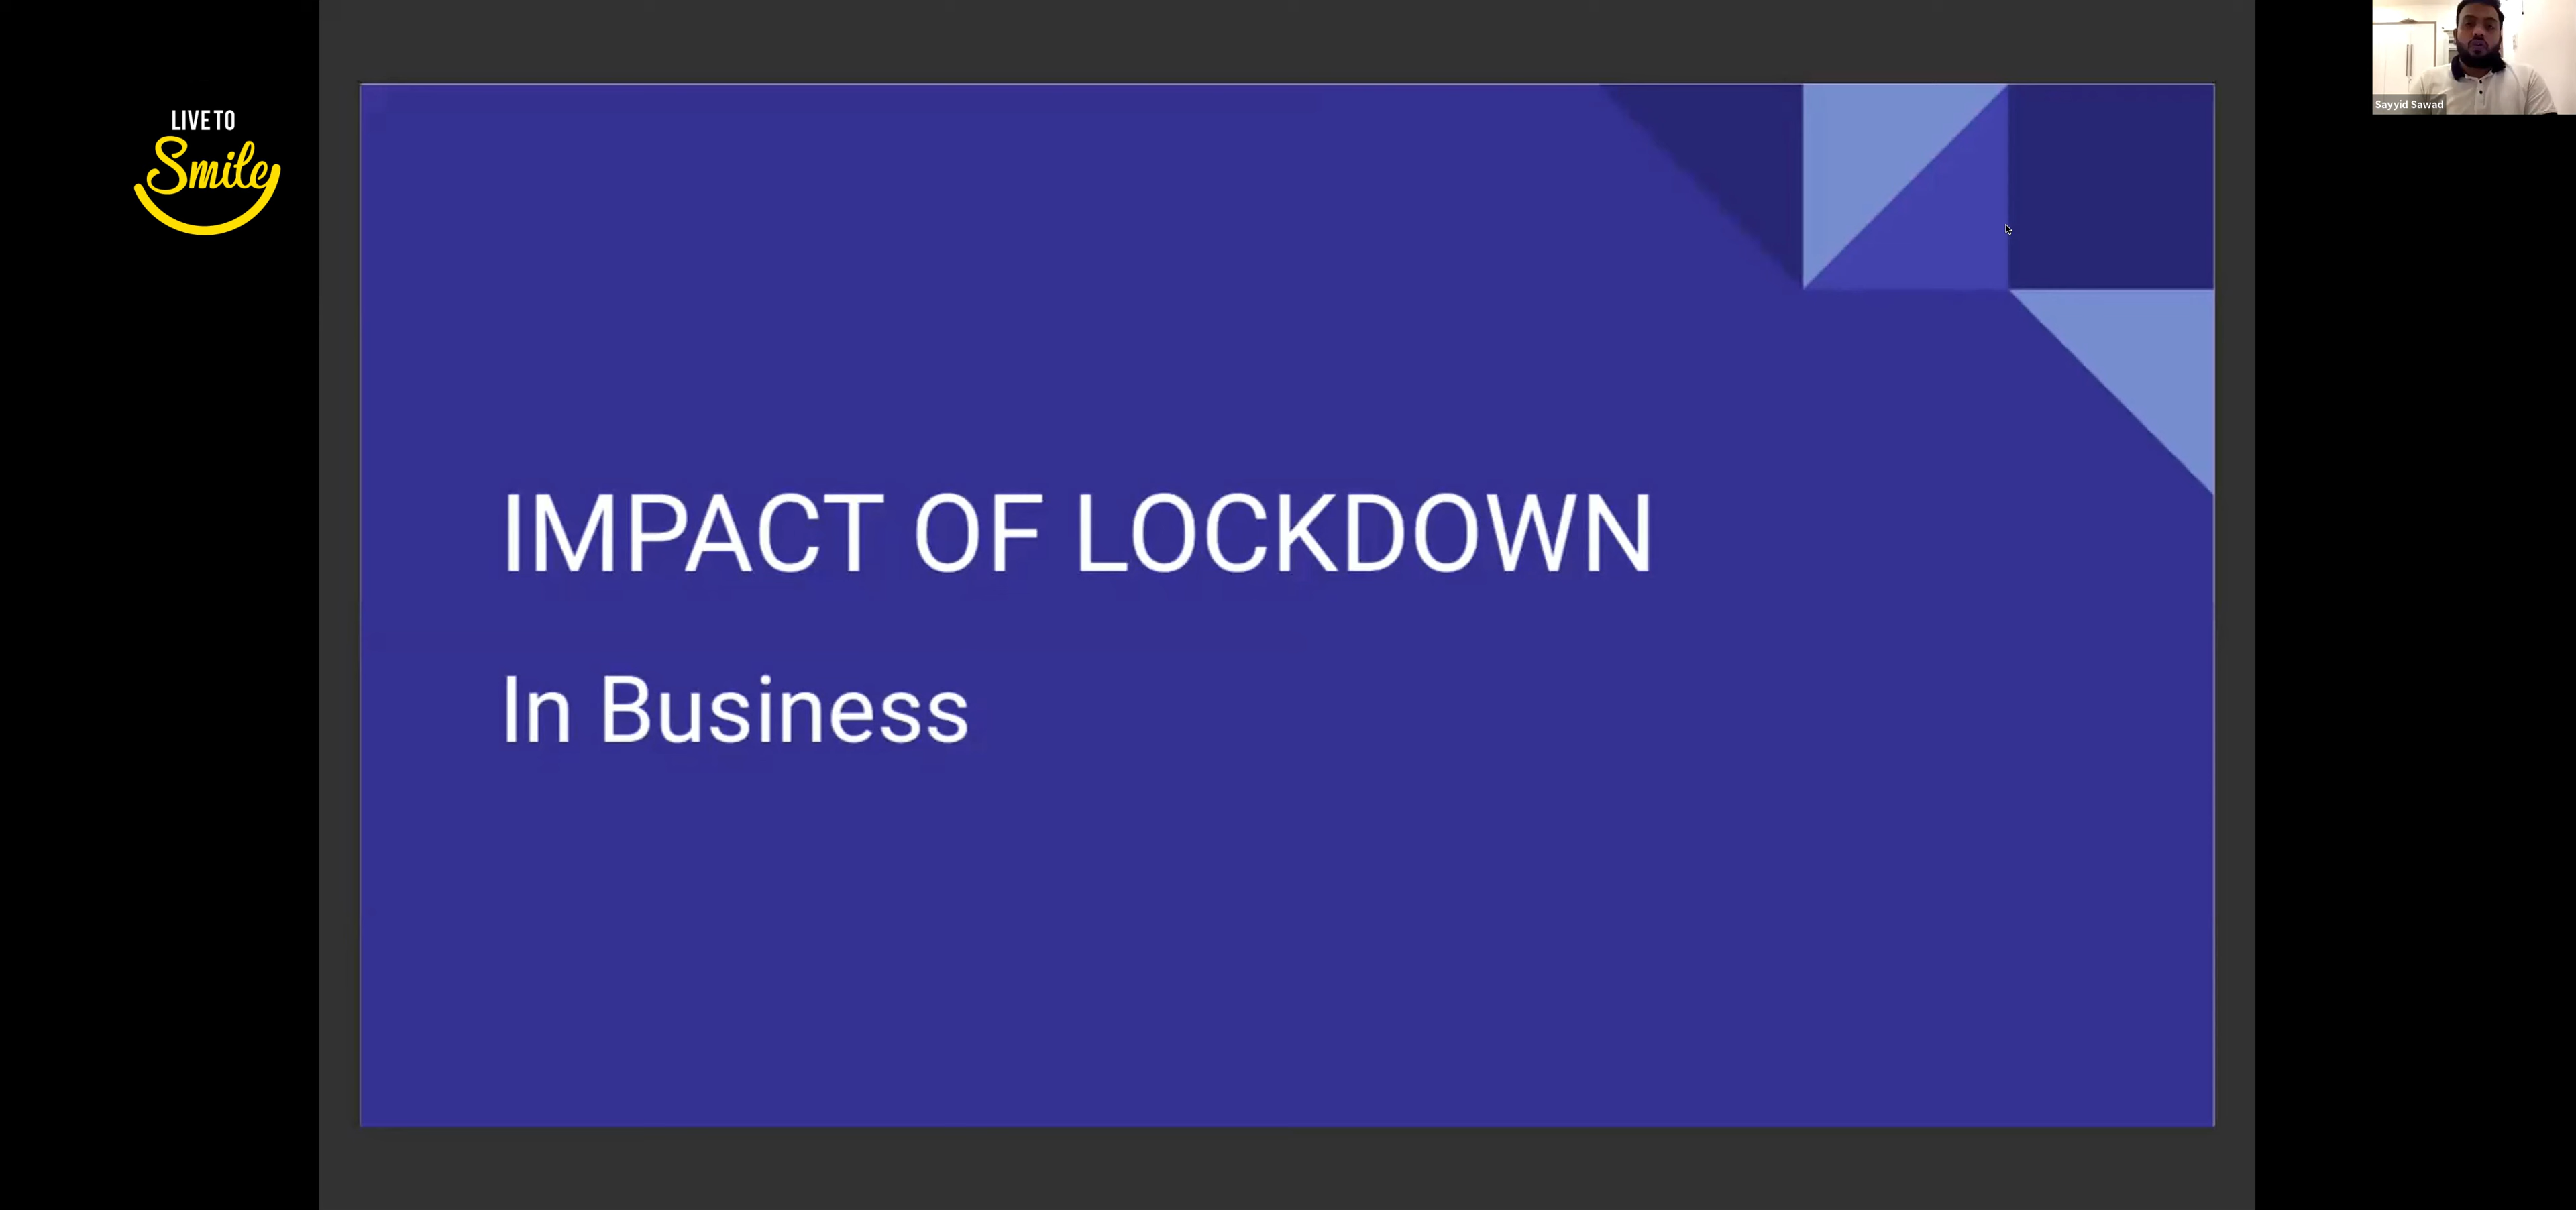 LIVE TO
Smile
Sayyid Sawad
IMPACT OF LOCKDOWN
In Business